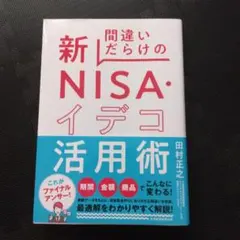 間違い
だらけの
新
NISA・
イデコ
活用術
田村正之
これが
ファイナル
アンサー!
期間 金額 商品
でこんなに
変わる!
最適解をわかりやすく解説!